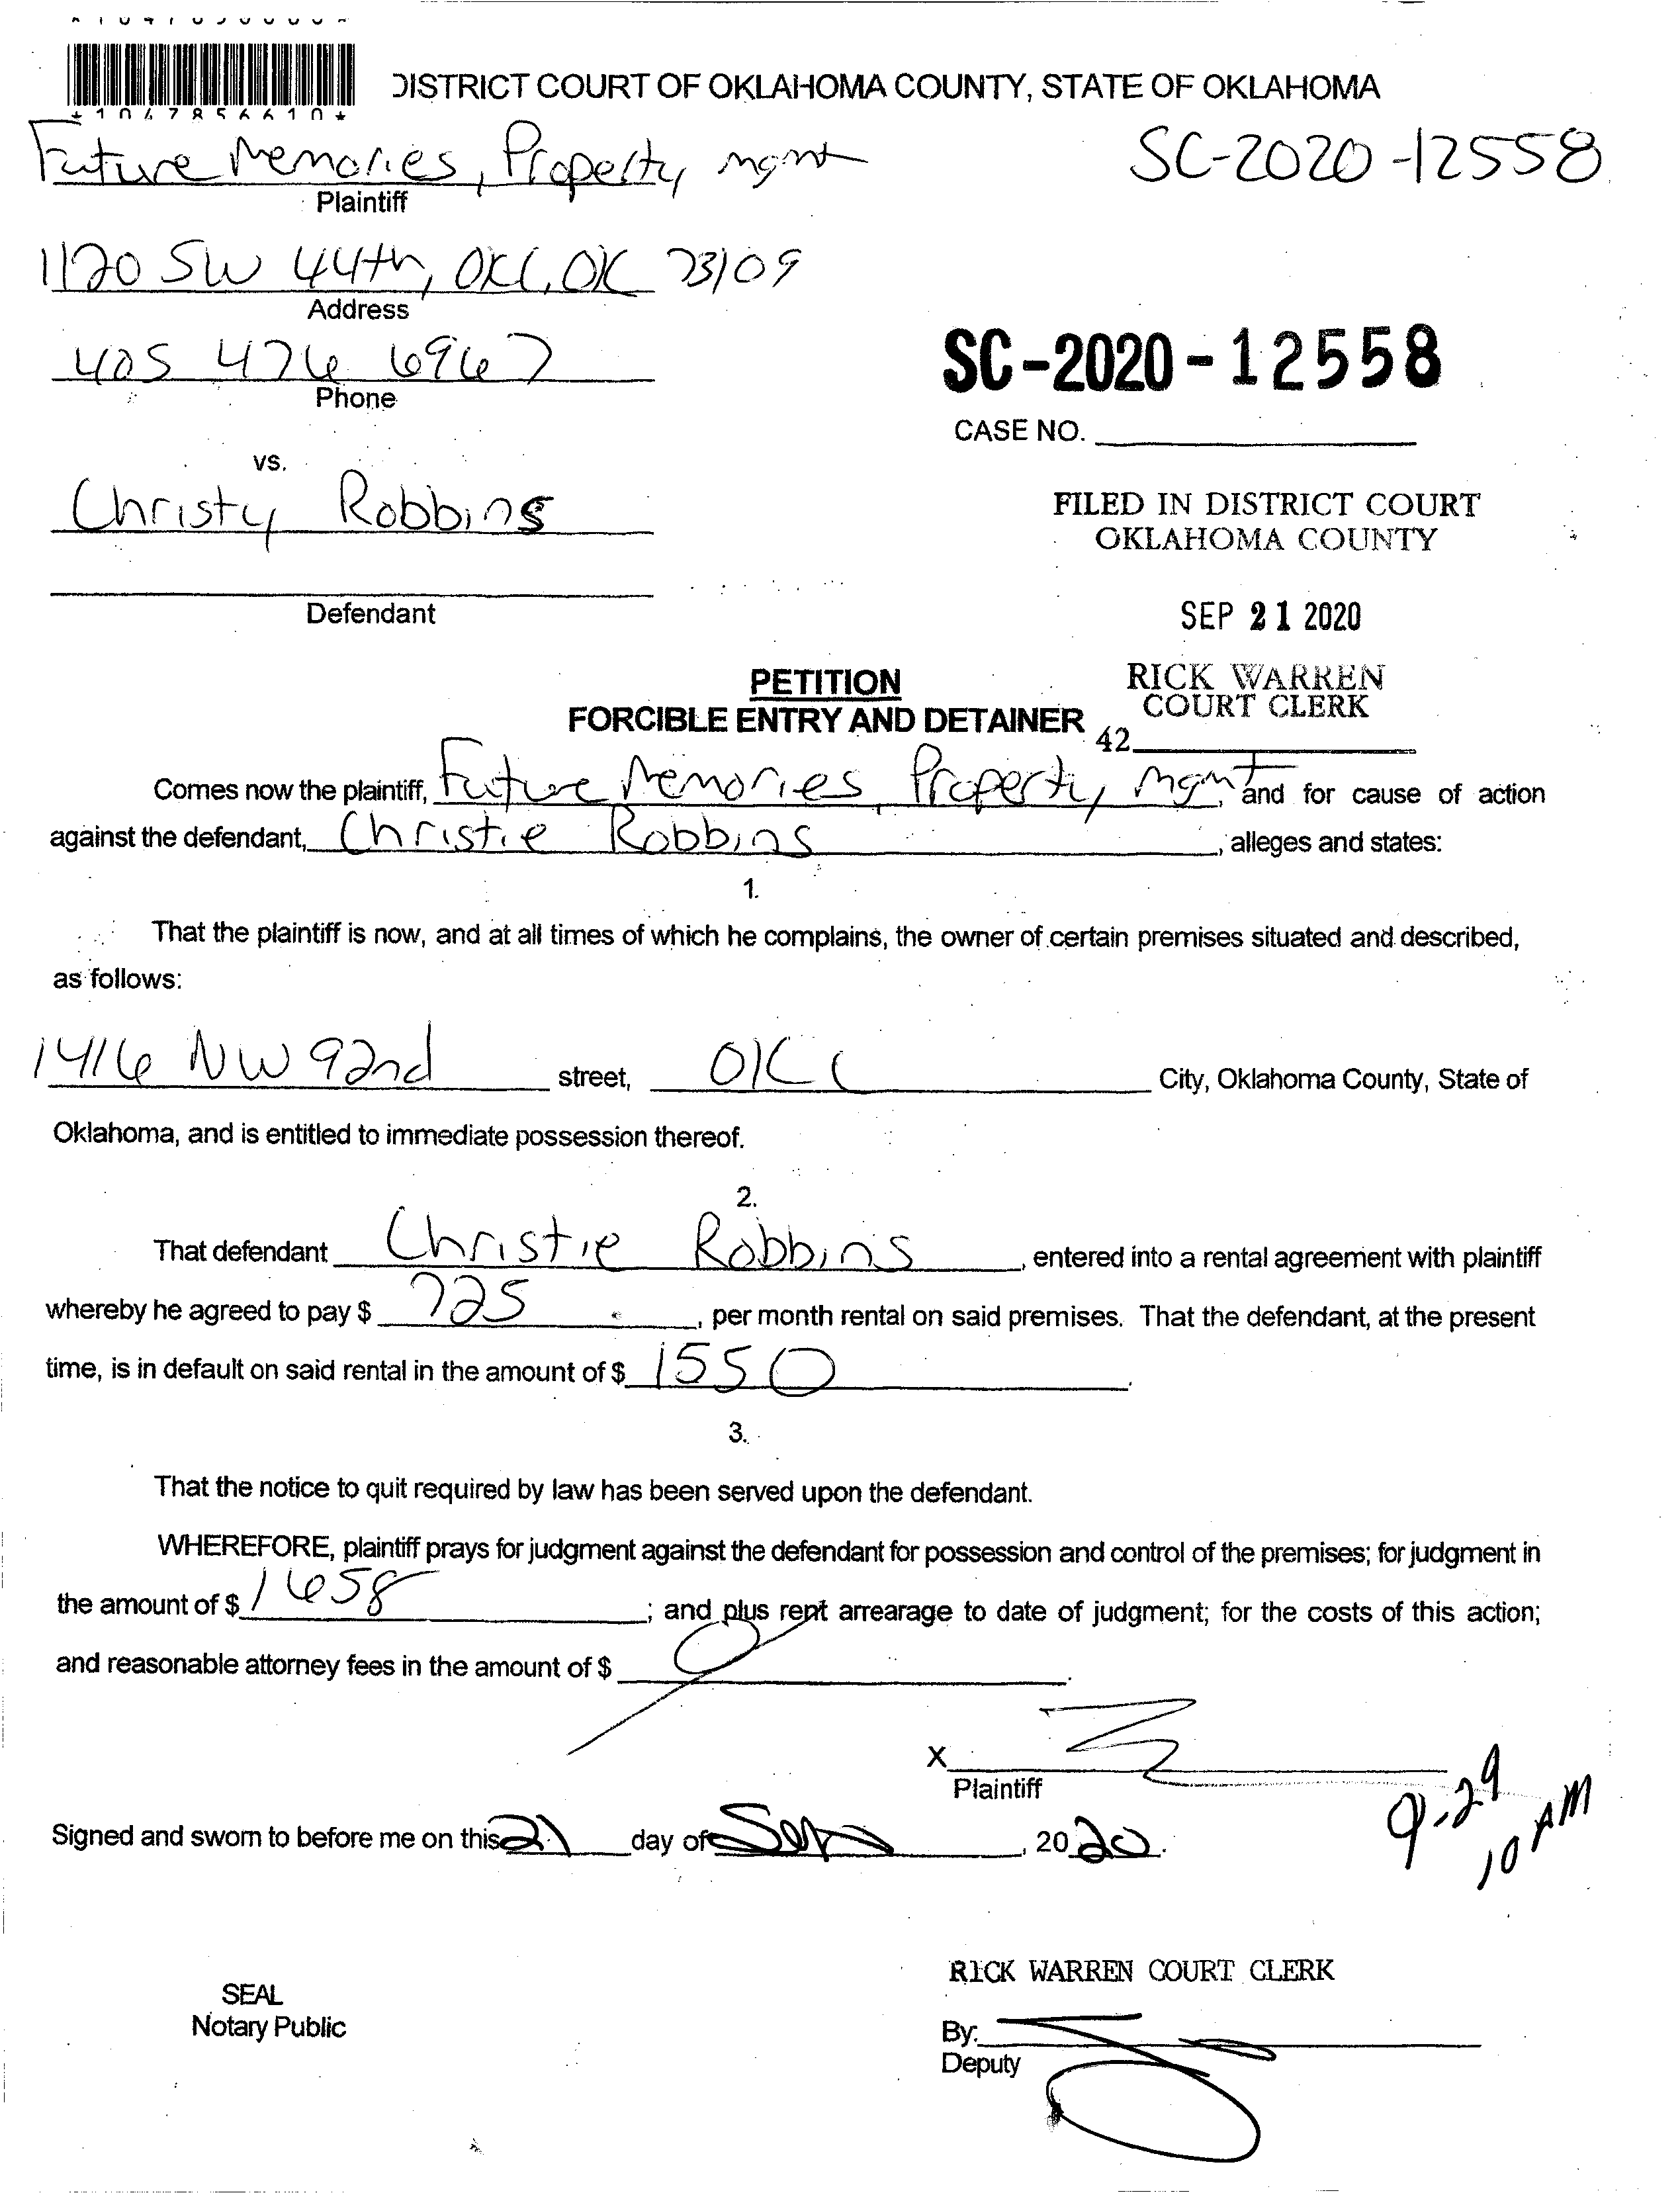 *1047856610*
DISTRICT COURT OF OKLAHOMA COUNTY, STATE OF OKLAHOMA
Future Memories, Property mgmt
SC-2020-12558
Plaintiff
1120 SW 44th, OKC, OK 73109
Address
405 476 6967
Phone
SC-2020-12558
CASE NO.
vs.
Christy Robbins
FILED IN DISTRICT COURT
OKLAHOMA COUNTY
Defendant
SEP 21 2020
PETITION
FORCIBLE ENTRY AND DETAINER
RICK WARREN
COURT CLERK
42
Comes now the plaintiff, Future Memories, Property Mgmt, and for cause of action
against the defendant, Christie Robbins, alleges and states:
1.
That the plaintiff is now, and at all times of which he complains, the owner of certain premises situated and described,
as follows:
1416 NW 92nd street, OKC City, Oklahoma County, State of
Oklahoma, and is entitled to immediate possession thereof.
2.
That defendant Christie Robbins, entered into a rental agreement with plaintiff
whereby he agreed to pay $ 725, per month rental on said premises. That the defendant, at the present
time, is in default on said rental in the amount of $ 1550.
3.
That the notice to quit required by law has been served upon the defendant.
WHEREFORE, plaintiff prays for judgment against the defendant for possession and control of the premises; for judgment in
the amount of $ 1658; and plus rent arrearage to date of judgment; for the costs of this action;
and reasonable attorney fees in the amount of $ 0.
X
Plaintiff
9-29
10 AM
Signed and sworn to before me on this 21 day of Sep, 2020.
RICK WARREN COURT CLERK
SEAL
Notary Public
By:
Deputy